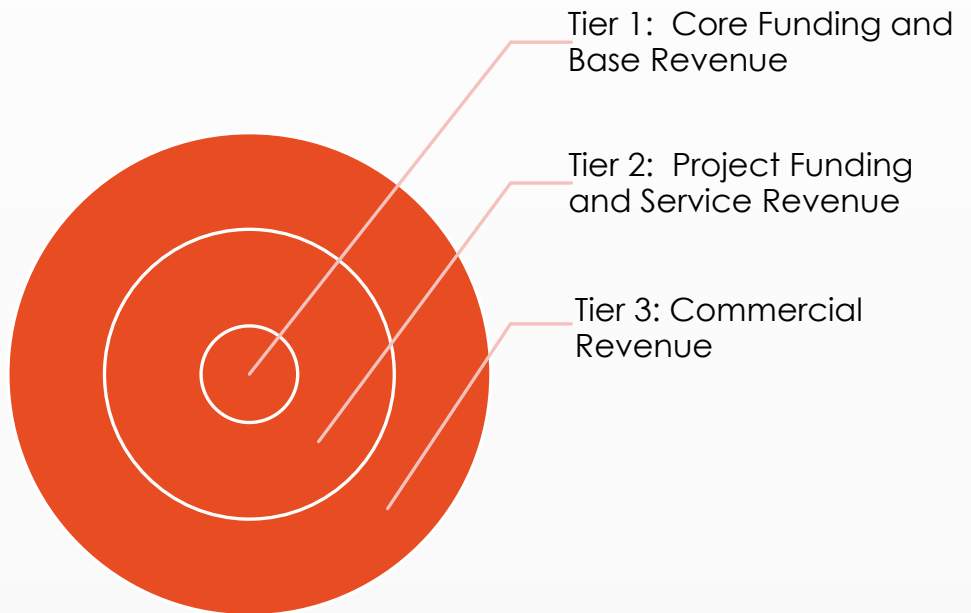 Tier 1:  Core Funding and
Base Revenue
Tier 2:  Project Funding
and Service Revenue
Tier 3: Commercial
Revenue